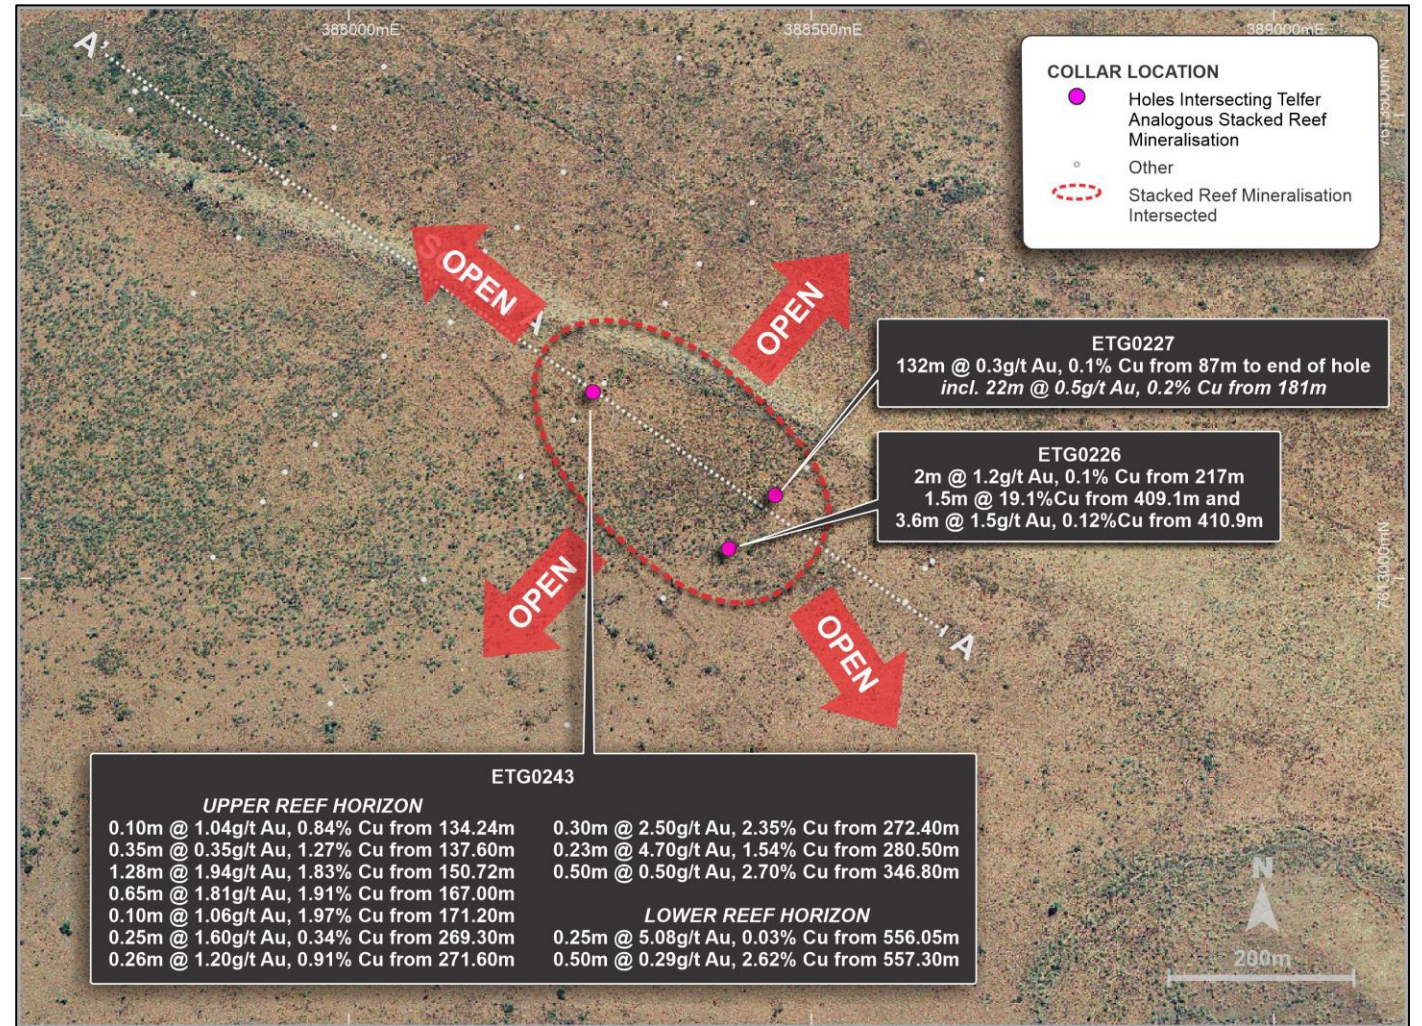 388000mE
388500mE
389000mE
A'
COLLAR LOCATION
Holes Intersecting Telfer
Analogous Stacked Reef
Mineralisation
Other
Stacked Reef Mineralisation
Intersected
OPEN
A
OPEN
ETG0227
132m @ 0.3g/t Au, 0.1% Cu from 87m to end of hole
incl. 22m @ 0.5g/t Au, 0.2% Cu from 181m
ETG0226
2m @ 1.2g/t Au, 0.1% Cu from 217m
1.5m @ 19.1%Cu from 409.1m and
3.6m @ 1.5g/t Au, 0.12%Cu from 410.9m
OPEN
OPEN
A
ETG0243
UPPER REEF HORIZON
0.10m @ 1.04g/t Au, 0.84% Cu from 134.24m
0.35m @ 0.35g/t Au, 1.27% Cu from 137.60m
1.28m @ 1.94g/t Au, 1.83% Cu from 150.72m
0.65m @ 1.81g/t Au, 1.91% Cu from 167.00m
0.10m @ 1.06g/t Au, 1.97% Cu from 171.20m
0.25m @ 1.60g/t Au, 0.34% Cu from 269.30m
0.26m @ 1.20g/t Au, 0.91% Cu from 271.60m
0.30m @ 2.50g/t Au, 2.35% Cu from 272.40m
0.23m @ 4.70g/t Au, 1.54% Cu from 280.50m
0.50m @ 0.50g/t Au, 2.70% Cu from 346.80m
LOWER REEF HORIZON
0.25m @ 5.08g/t Au, 0.03% Cu from 556.05m
0.50m @ 0.29g/t Au, 2.62% Cu from 557.30m
N
200m